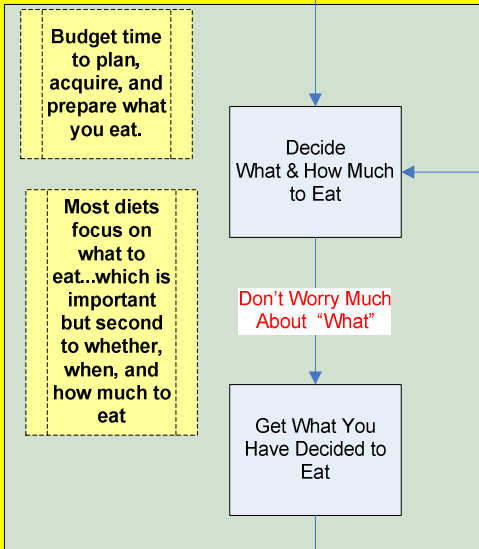 Budget time
to plan,
acquire, and
prepare what
you eat.
Decide
What & How Much
to Eat
Most diets
focus on
what to
eat...which is
important
but second
to whether,
when, and
how much to
eat
Don't Worry Much
About "What"
Get What You
Have Decided to
Eat